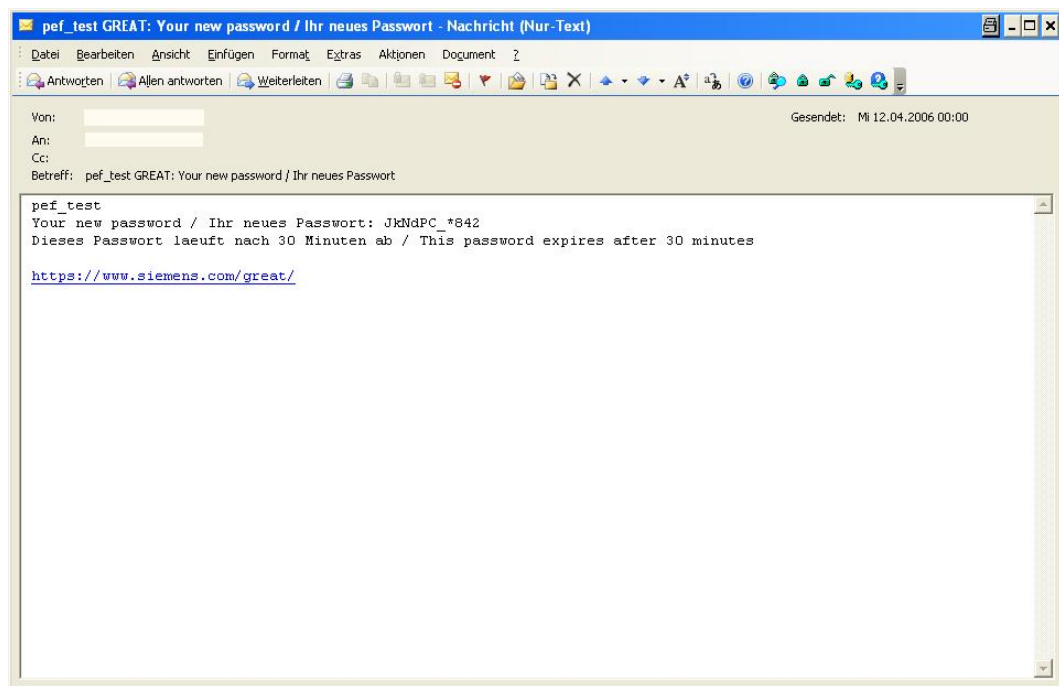 pef_test GREAT: Your new password / Ihr neues Passwort - Nachricht (Nur-Text)
Datei Bearbeiten Ansicht Einfügen Format Extras Aktionen Document ?
Antworten Allen antworten Weiterleiten
Von: Gesendet: Mi 12.04.2006 00:00
An:
Cc:
Betreff: pef_test GREAT: Your new password / Ihr neues Passwort
pef_test
Your new password / Ihr neues Passwort: JkNdPC_*842
Dieses Passwort laeuft nach 30 Minuten ab / This password expires after 30 minutes
https://www.siemens.com/great/